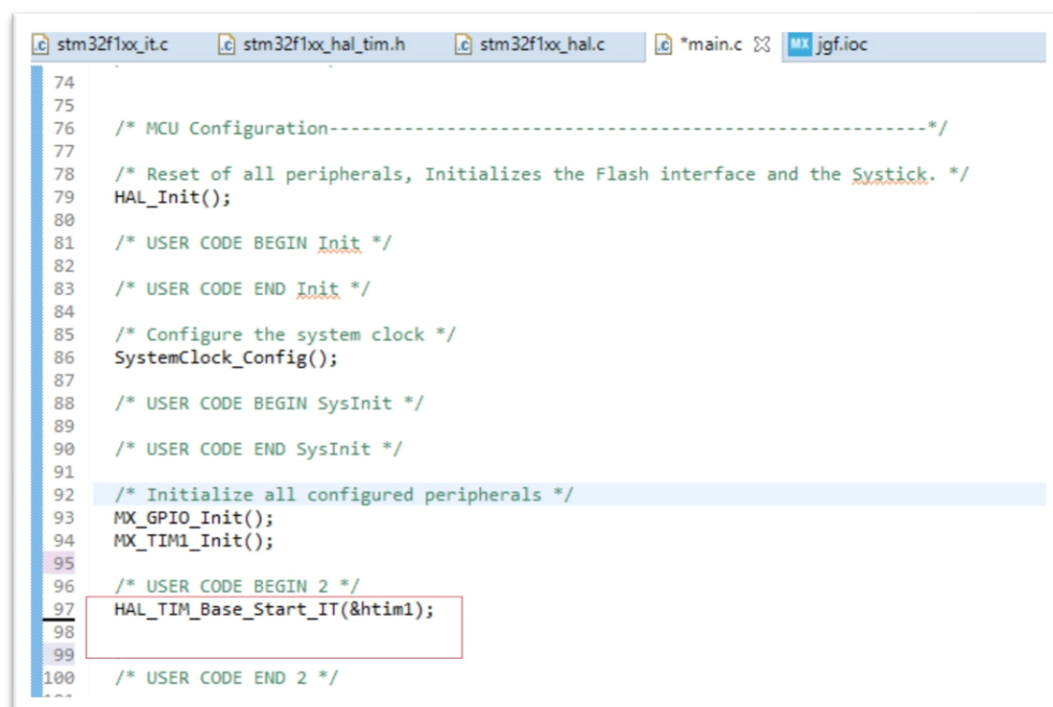 stm32f1xx_it.c stm32f1xx_hal_tim.h stm32f1xx_hal.c *main.c MX jgf.ioc
74
75
76 /* MCU Configuration--------------------------------------------------------*/
77
78 /* Reset of all peripherals, Initializes the Flash interface and the Systick. */
79 HAL_Init();
80
81 /* USER CODE BEGIN Init */
82
83 /* USER CODE END Init */
84
85 /* Configure the system clock */
86 SystemClock_Config();
87
88 /* USER CODE BEGIN SysInit */
89
90 /* USER CODE END SysInit */
91
92 /* Initialize all configured peripherals */
93 MX_GPIO_Init();
94 MX_TIM1_Init();
95
96 /* USER CODE BEGIN 2 */
97 HAL_TIM_Base_Start_IT(&htim1);
98
99
100 /* USER CODE END 2 */